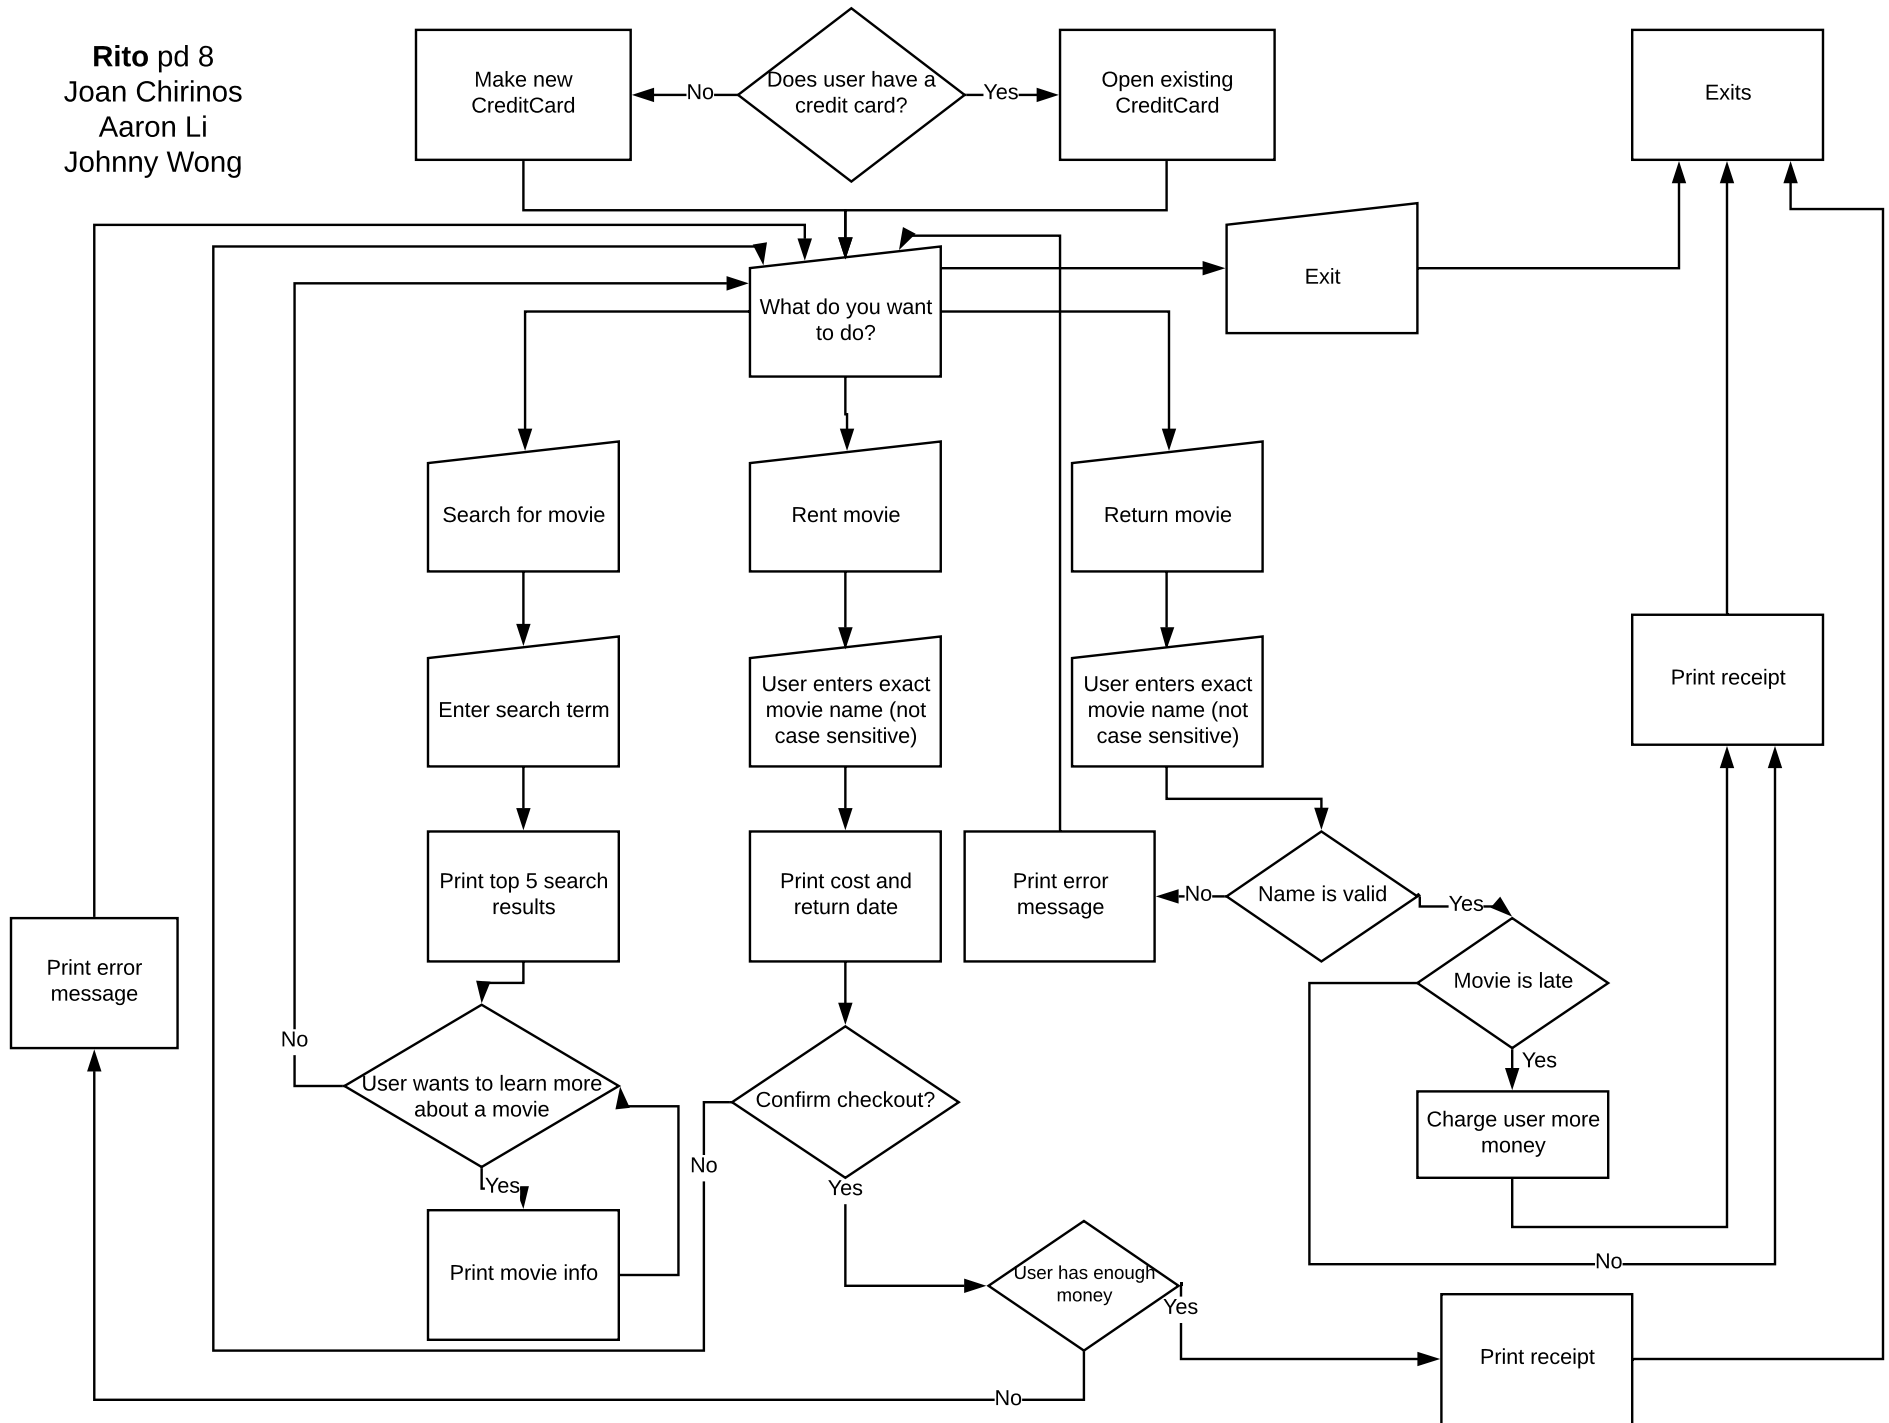 Rito pd 8
Joan Chirinos
Aaron Li
Johnny Wong
Make new
CreditCard
No
Does user have a
credit card?
Yes
Open existing
CreditCard
Exits
What do you want
to do?
Exit
Search for movie
Rent movie
Return movie
Enter search term
User enters exact
movie name (not
case sensitive)
User enters exact
movie name (not
case sensitive)
Print receipt
Print top 5 search
results
Print cost and
return date
Print error
message
No
Name is valid
Yes
Print error
message
Movie is late
No
User wants to learn more
about a movie
Confirm checkout?
Yes
Charge user more
money
No
Yes
Yes
Print movie info
User has enough
money
Yes
No
Print receipt
No